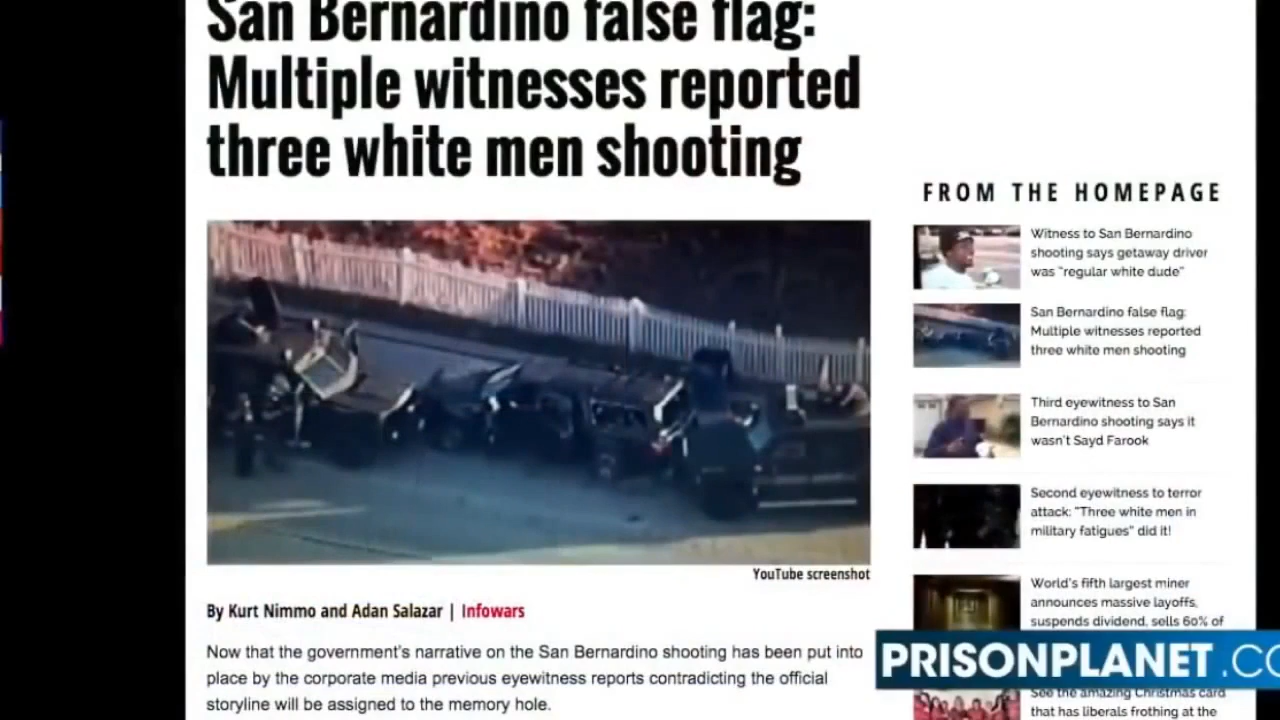 San Bernardino false flag:
Multiple witnesses reported
three white men shooting
YouTube screenshot
By Kurt Nimmo and Adan Salazar | Infowars
Now that the government's narrative on the San Bernardino shooting has been put into
place by the corporate media previous eyewitness reports contradicting the official
storyline will be assigned to the memory hole.
FROM THE HOMEPAGE
Witness to San Bernardino
shooting says getaway driver
was "regular white dude"
San Bernardino false flag:
Multiple witnesses reported
three white men shooting
Third eyewitness to San
Bernardino shooting says it
wasn't Sayd Farook
Second eyewitness to terror
attack: "Three white men in
military fatigues" did it!
World's fifth largest miner
announces massive layoffs,
suspends dividend, sells 60% of
PRISONPLANET.CO
See the amazing Christmas card
that has liberals frothing at the